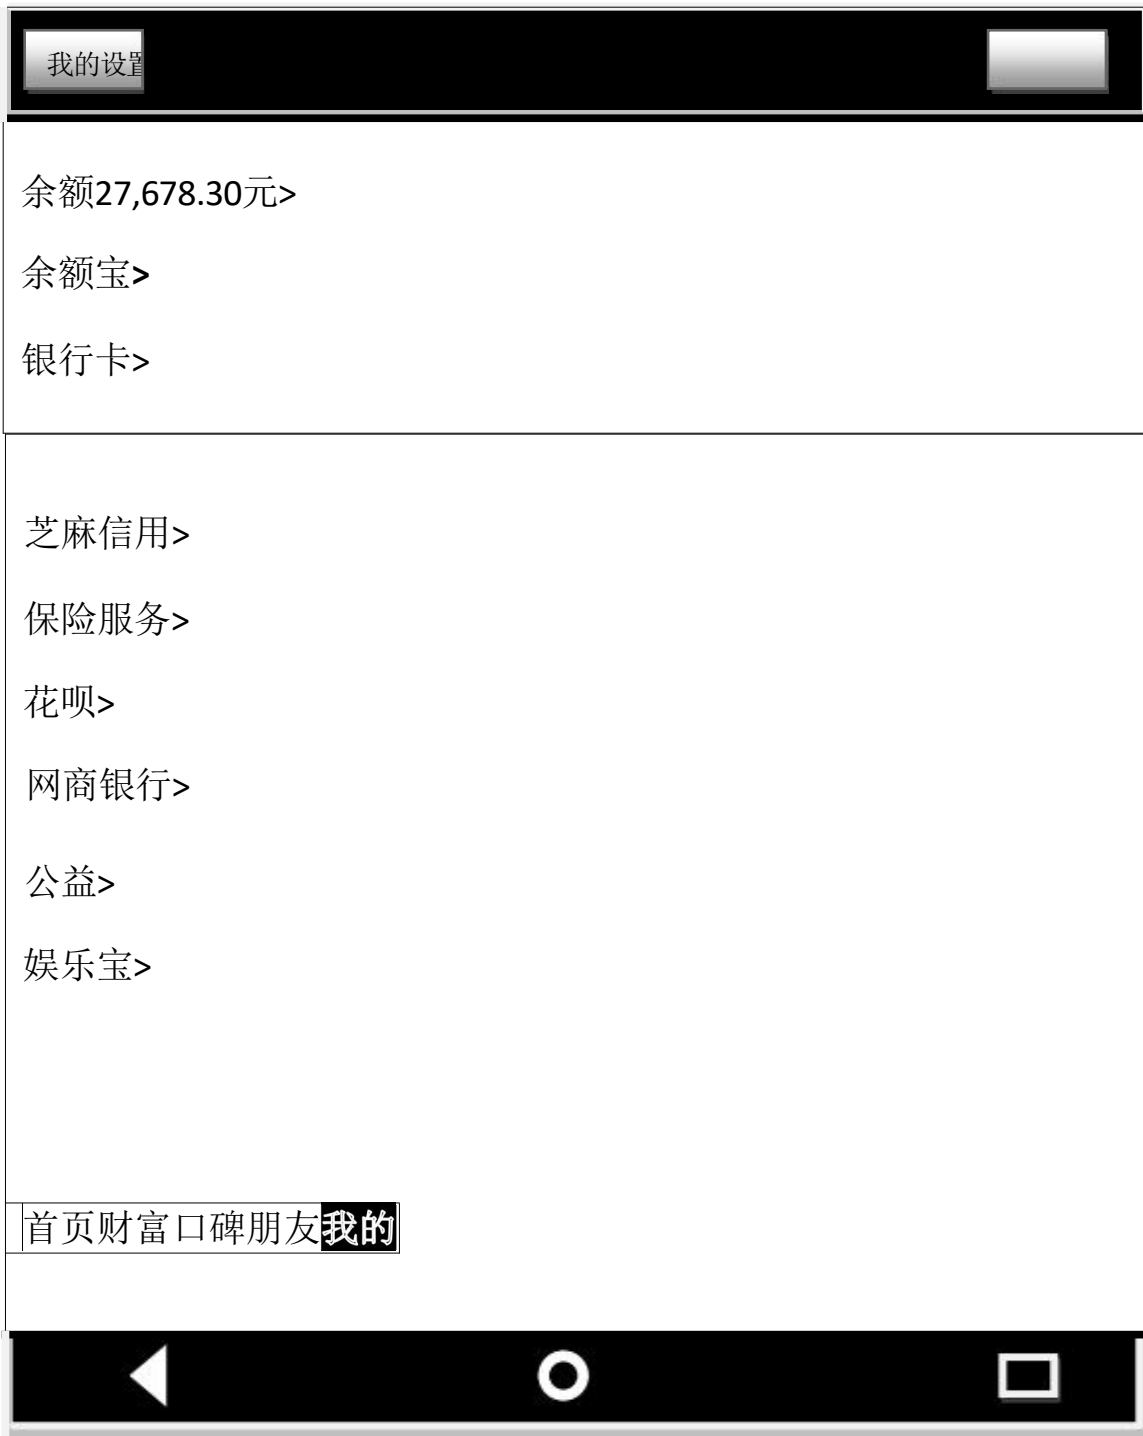 我的设置
余额27,678.30元>
余额宝>
银行卡>
芝麻信用>
保险服务>
花呗>
网商银行>
公益>
娱乐宝>
首页财富口碑朋友我的